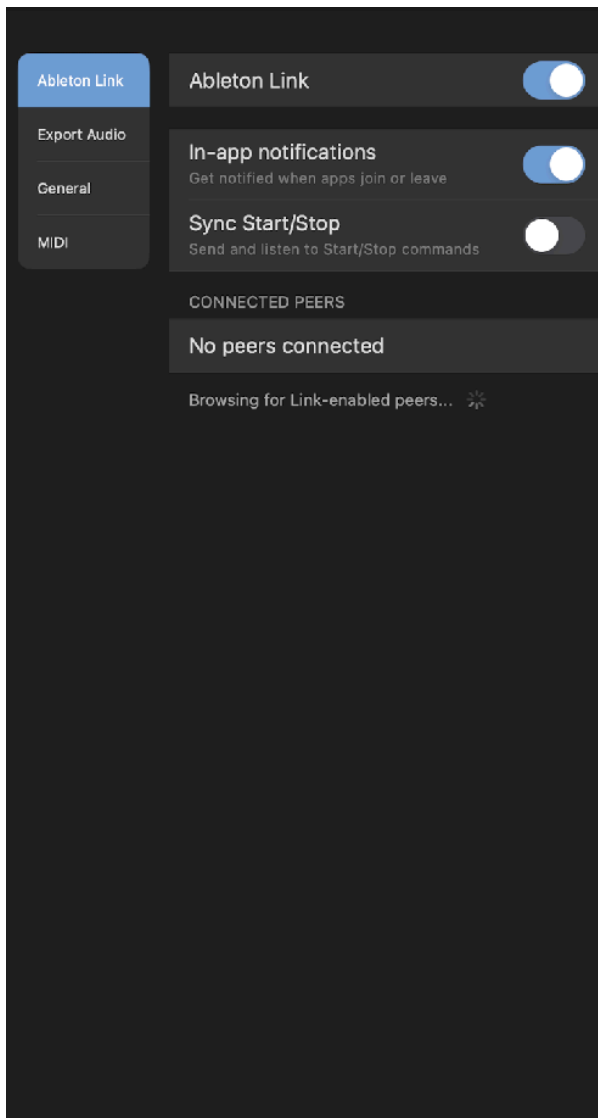 Ableton Link
Export Audio
General
MIDI
Ableton Link
In-app notifications
Get notified when apps join or leave
Sync Start/Stop
Send and listen to Start/Stop commands
CONNECTED PEERS
No peers connected
Browsing for Link-enabled peers...